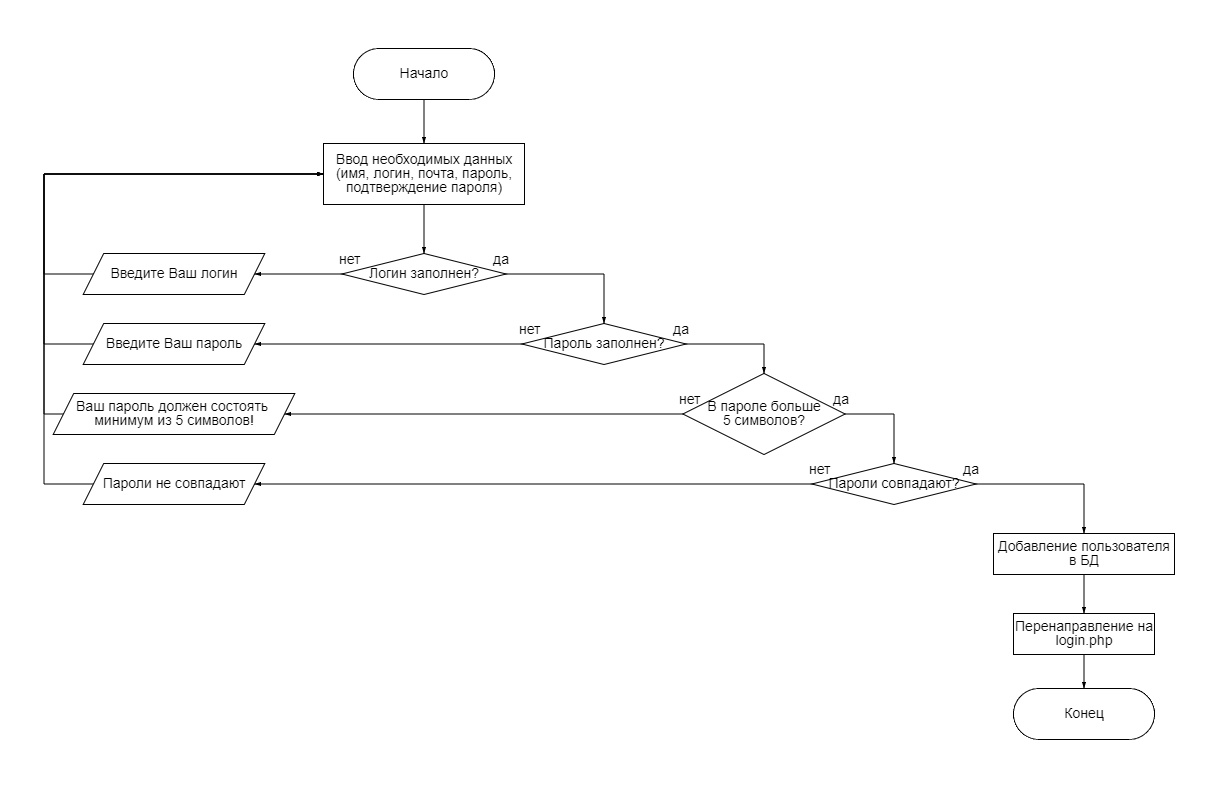 Начало
Ввод необходимых данных
(имя, логин, почта, пароль,
подтверждение пароля)
нет
да
Введите Ваш логин
Логин заполнен?
нет
да
Введите Ваш пароль
Пароль заполнен?
нет
да
Ваш пароль должен состоять
минимум из 5 символов!
В пароле больше
5 символов?
нет
да
Пароли не совпадают
Пароли совпадают?
Добавление пользователя
в БД
Перенаправление на
login.php
Конец